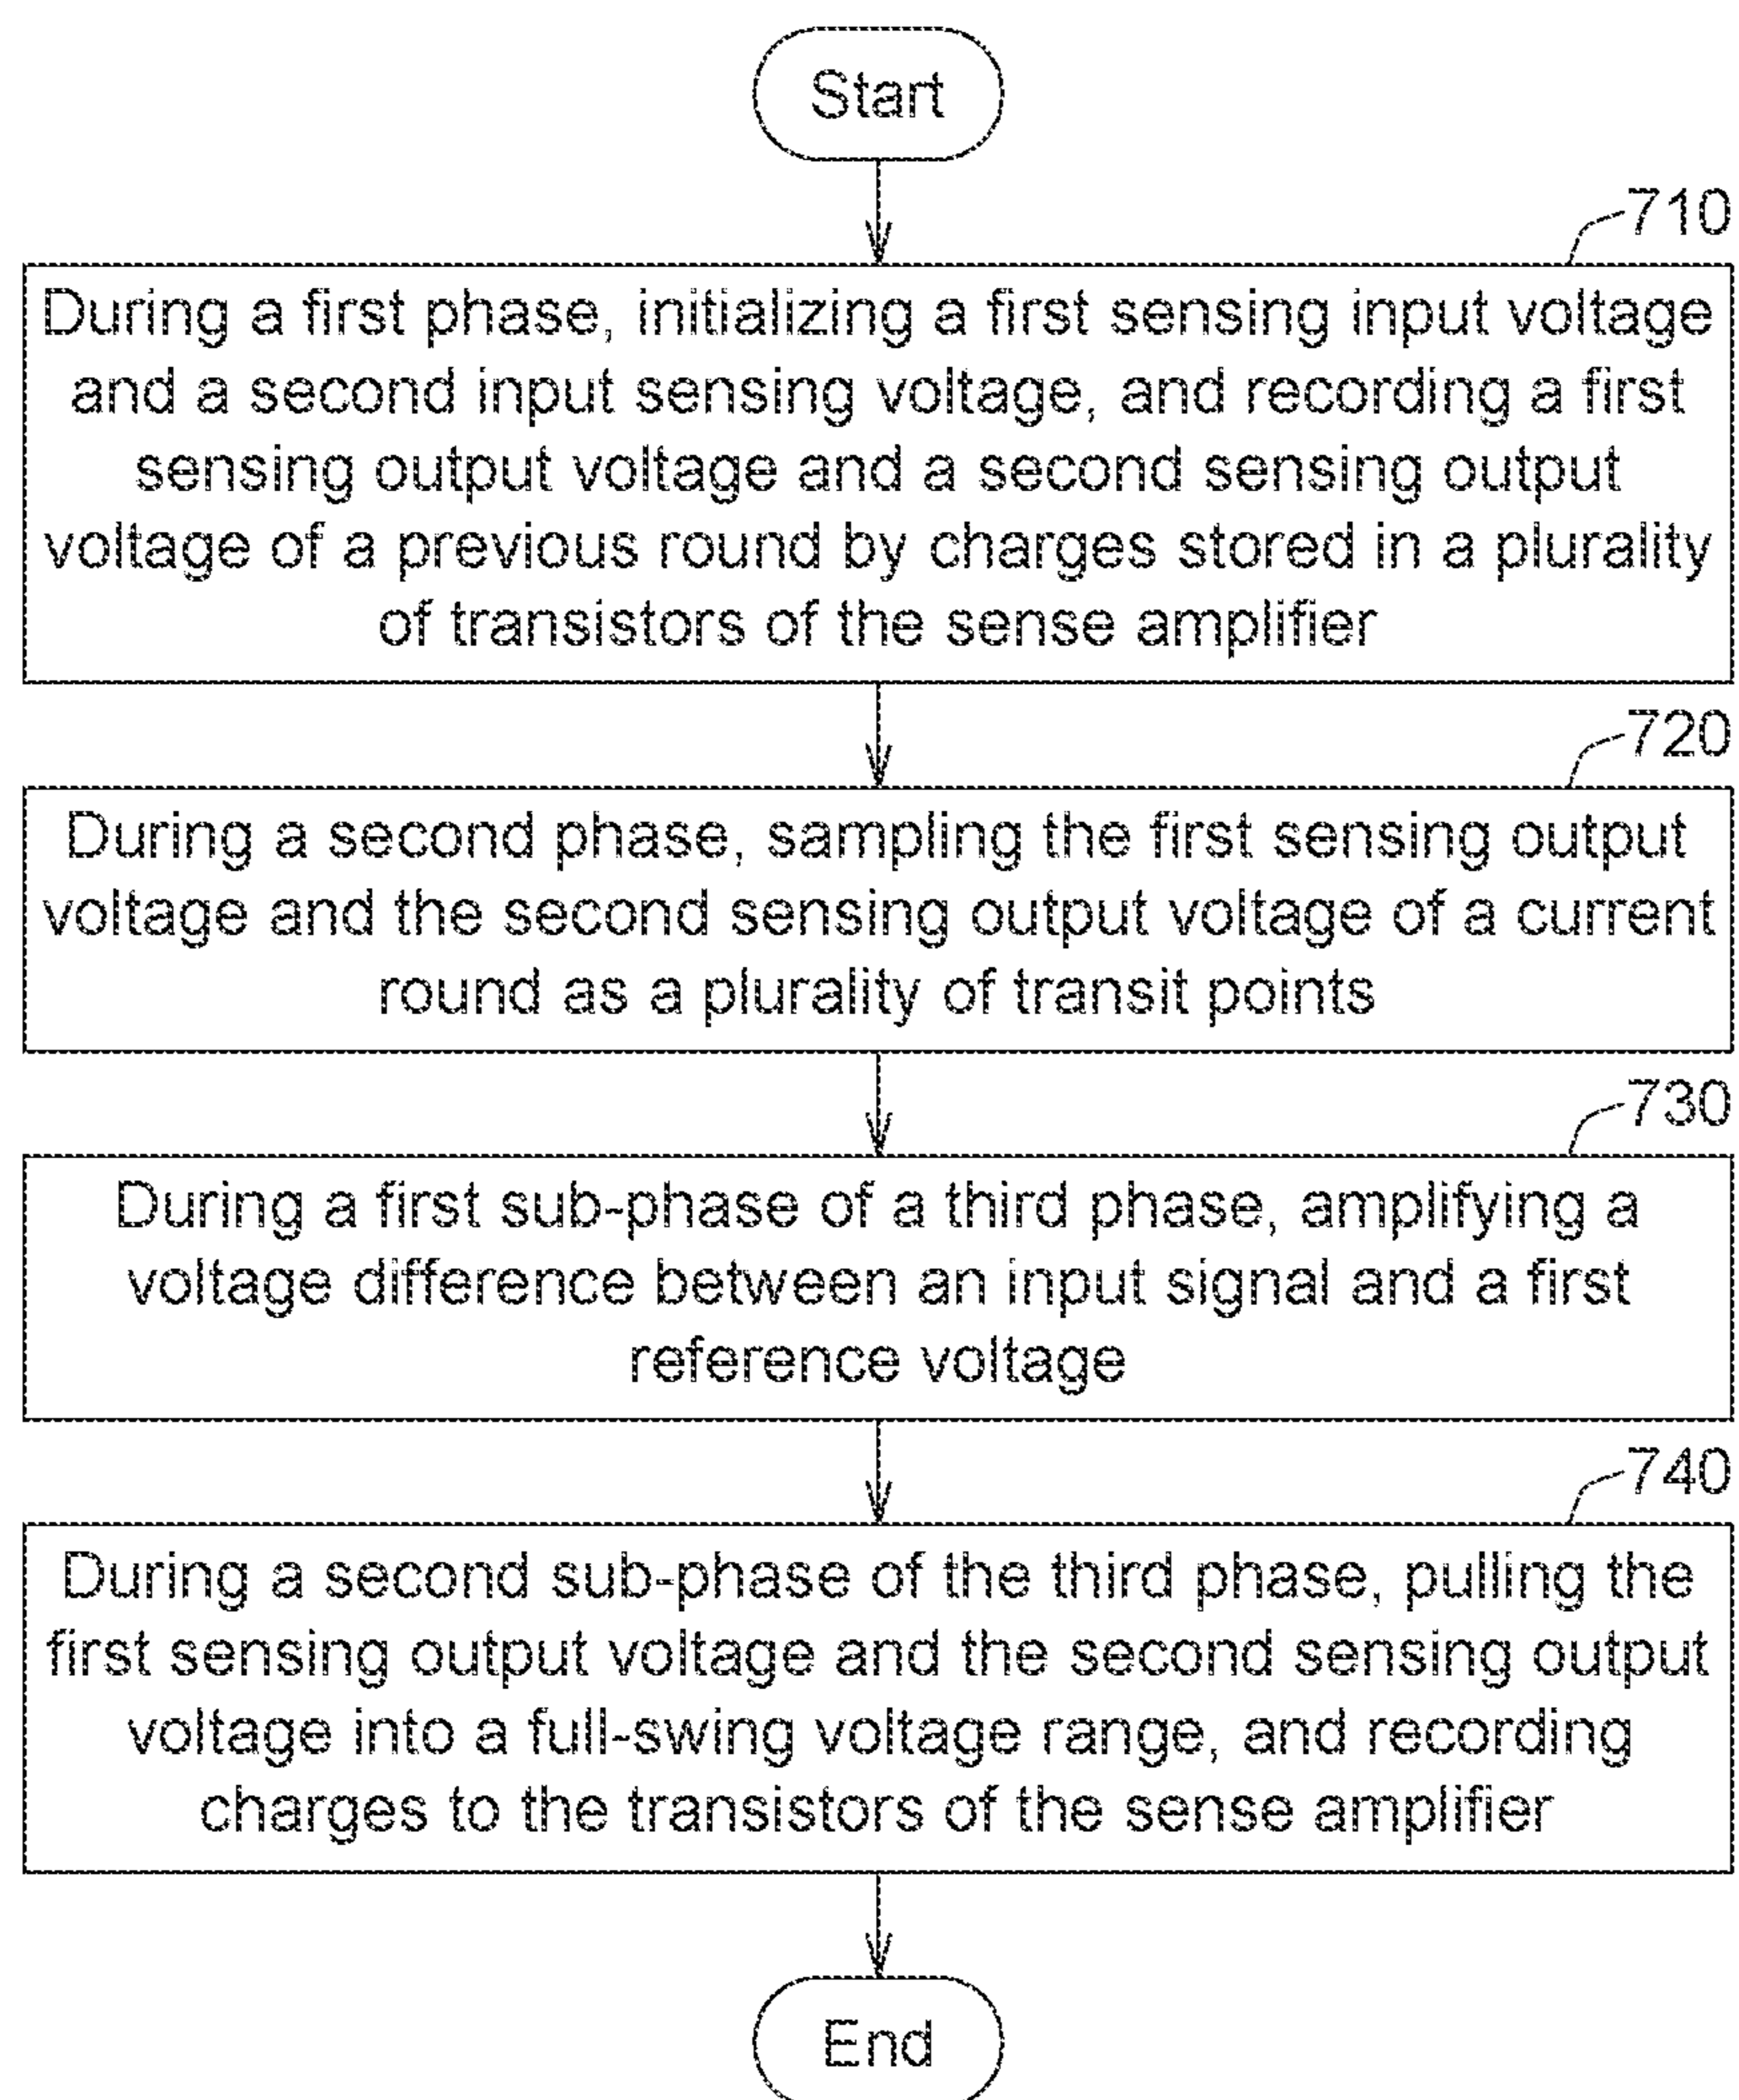 Start
710
During a first phase, initializing a first sensing input voltage
and a second input sensing voltage, and recording a first
sensing output voltage and a second sensing output
voltage of a previous round by charges stored in a plurality
of transistors of the sense amplifier
720
During a second phase, sampling the first sensing output
voltage and the second sensing output voltage of a current
round as a plurality of transit points
730
During a first sub-phase of a third phase, amplifying a
voltage difference between an input signal and a first
reference voltage
740
During a second sub-phase of the third phase, pulling the
first sensing output voltage and the second sensing output
voltage into a full-swing voltage range, and recording
charges to the transistors of the sense amplifier
End